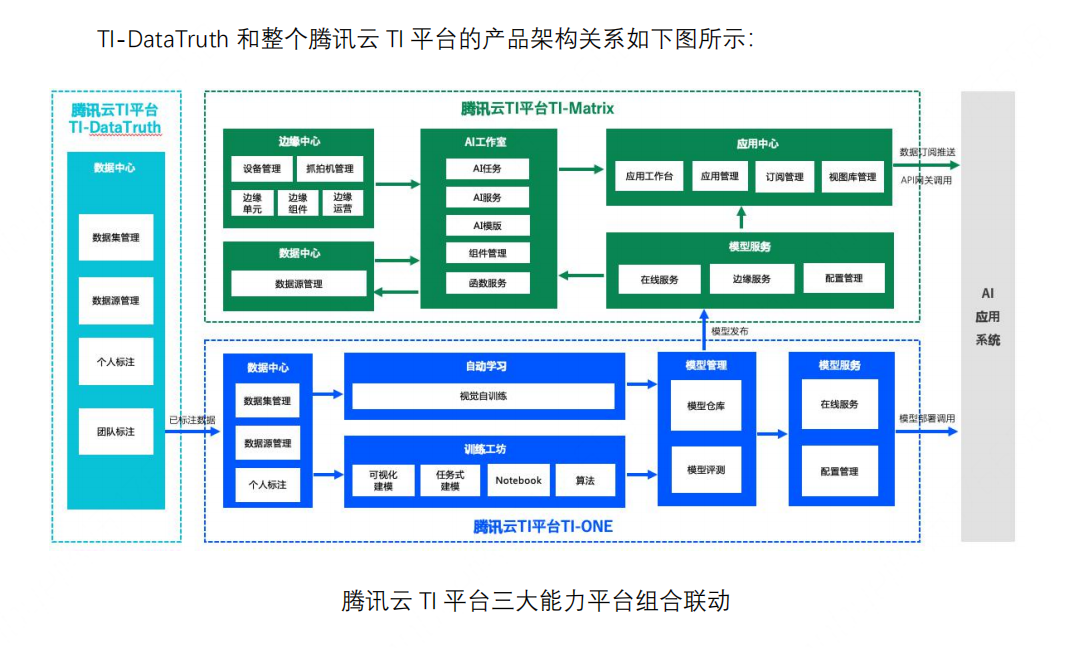 TI-DataTruth 和整个腾讯云 TI 平台的产品架构关系如下图所示：
腾讯云TI平台
TI-DataTruth
数据中心
数据集管理
数据源管理
个人标注
团队标注
已标注数据
腾讯云TI平台TI-Matrix
边缘中心
设备管理
抓拍机管理
边缘
单元
边缘
组件
边缘
运营
数据中心
数据源管理
AI工作室
AI任务
AI服务
AI模版
组件管理
函数服务
应用中心
应用工作台
应用管理
订阅管理
视图库管理
模型服务
在线服务
边缘服务
配置管理
数据订阅推送
API网关调用
模型发布
数据中心
数据集管理
数据源管理
个人标注
自动学习
视觉自训练
训练工坊
可视化
建模
任务式
建模
Notebook
算法
模型管理
模型仓库
模型评测
模型服务
在线服务
配置管理
模型部署调用
腾讯云TI平台TI-ONE
AI
应用
系统
腾讯云 TI 平台三大能力平台组合联动